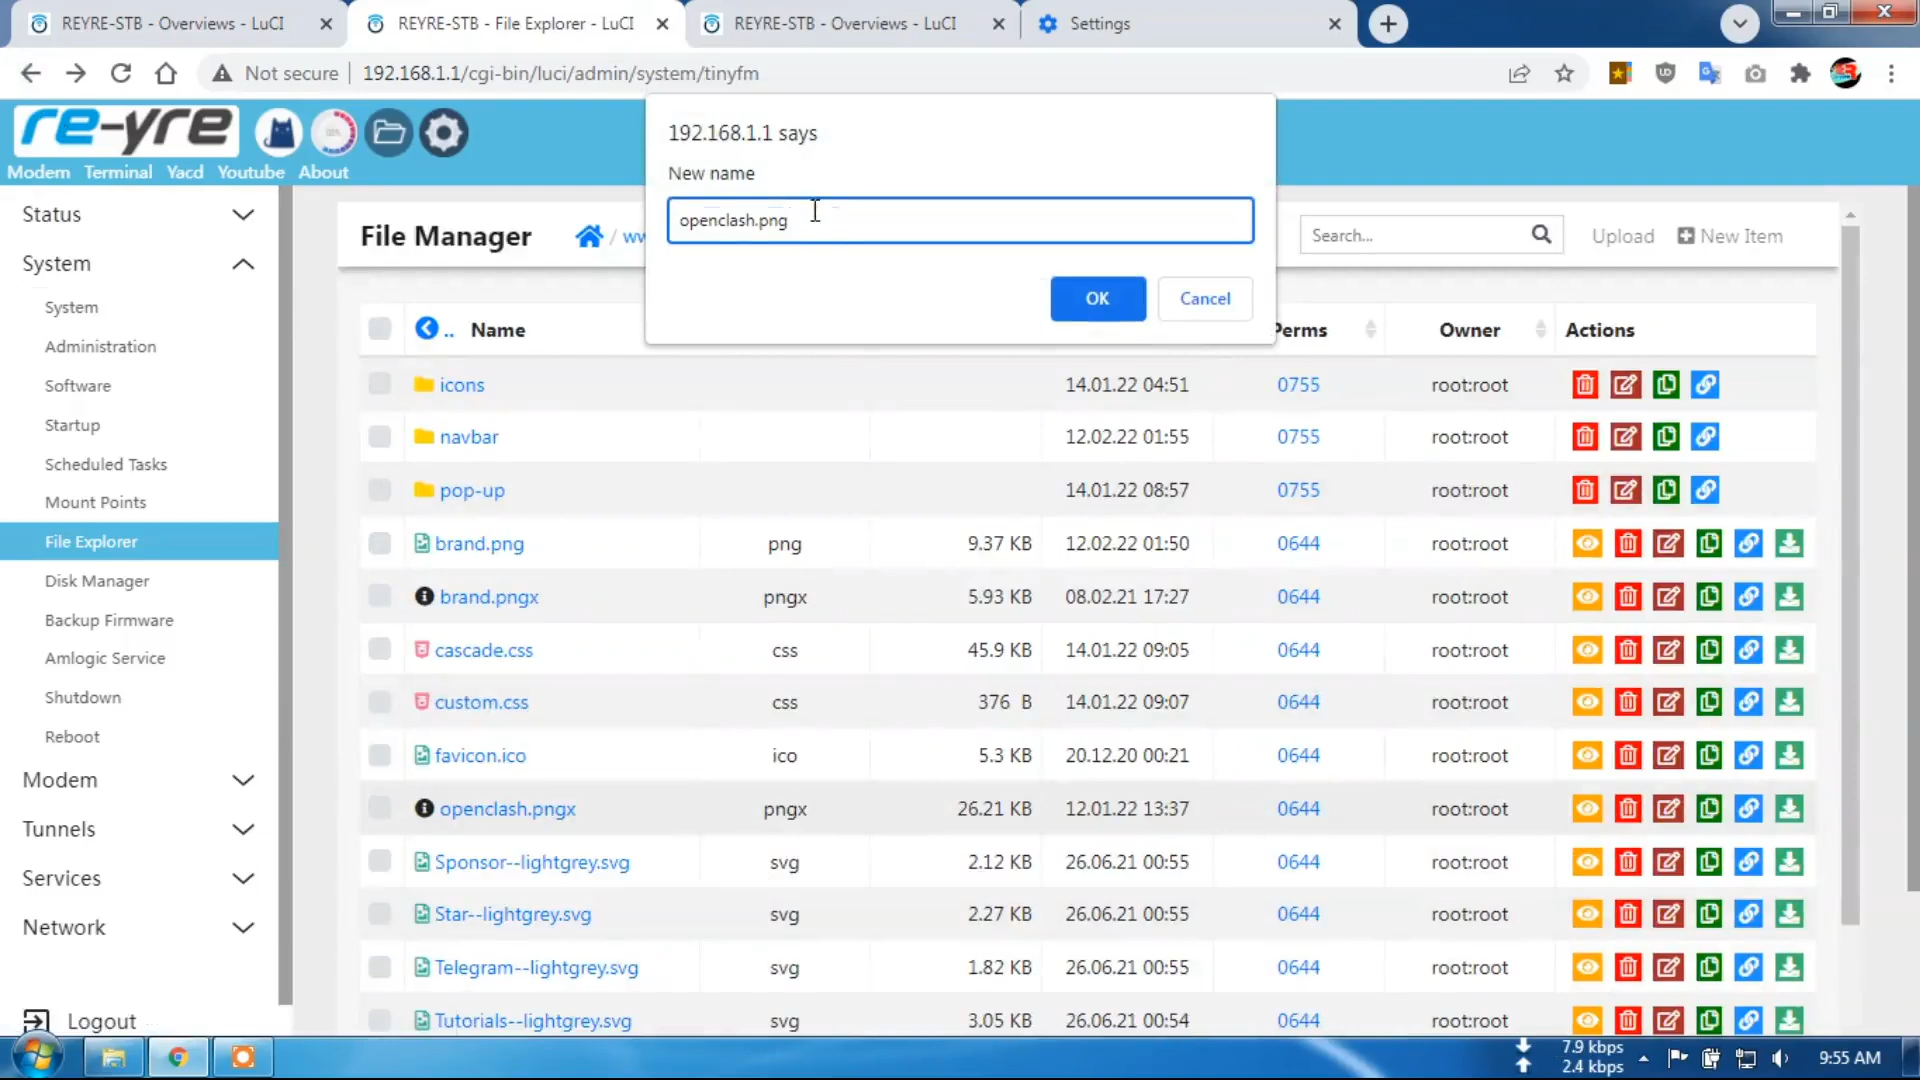 REYRE-STB - Overviews - LuCI
REYRE-STB - File Explorer - LuCI
REYRE-STB - Overviews - LuCI
Settings
Not secure
192.168.1.1/cgi-bin/luci/admin/system/tinyfm
re-yre
Modem Terminal Yacd Youtube About
192.168.1.1 says
New name
openclash.png
OK
Cancel
Status
System
System
Administration
Software
Startup
Scheduled Tasks
Mount Points
File Explorer
Disk Manager
Backup Firmware
Amlogic Service
Shutdown
Reboot
Modem
Tunnels
Services
Network
Logout
File Manager / ww
Search...
Upload
New Item
.. Name Perms Owner Actions
icons 14.01.22 04:51 0755 root:root
navbar 12.02.22 01:55 0755 root:root
pop-up 14.01.22 08:57 0755 root:root
brand.png png 9.37 KB 12.02.22 01:50 0644 root:root
brand.pngx pngx 5.93 KB 08.02.21 17:27 0644 root:root
cascade.css css 45.9 KB 14.01.22 09:05 0644 root:root
custom.css css 376 B 14.01.22 09:07 0644 root:root
favicon.ico ico 5.3 KB 20.12.20 00:21 0644 root:root
openclash.pngx pngx 26.21 KB 12.01.22 13:37 0644 root:root
Sponsor--lightgrey.svg svg 2.12 KB 26.06.21 00:55 0644 root:root
Star--lightgrey.svg svg 2.27 KB 26.06.21 00:55 0644 root:root
Telegram--lightgrey.svg svg 1.82 KB 26.06.21 00:55 0644 root:root
Tutorials--lightgrey.svg svg 3.05 KB 26.06.21 00:54 0644 root:root
7.9 kbps
2.4 kbps
9:55 AM